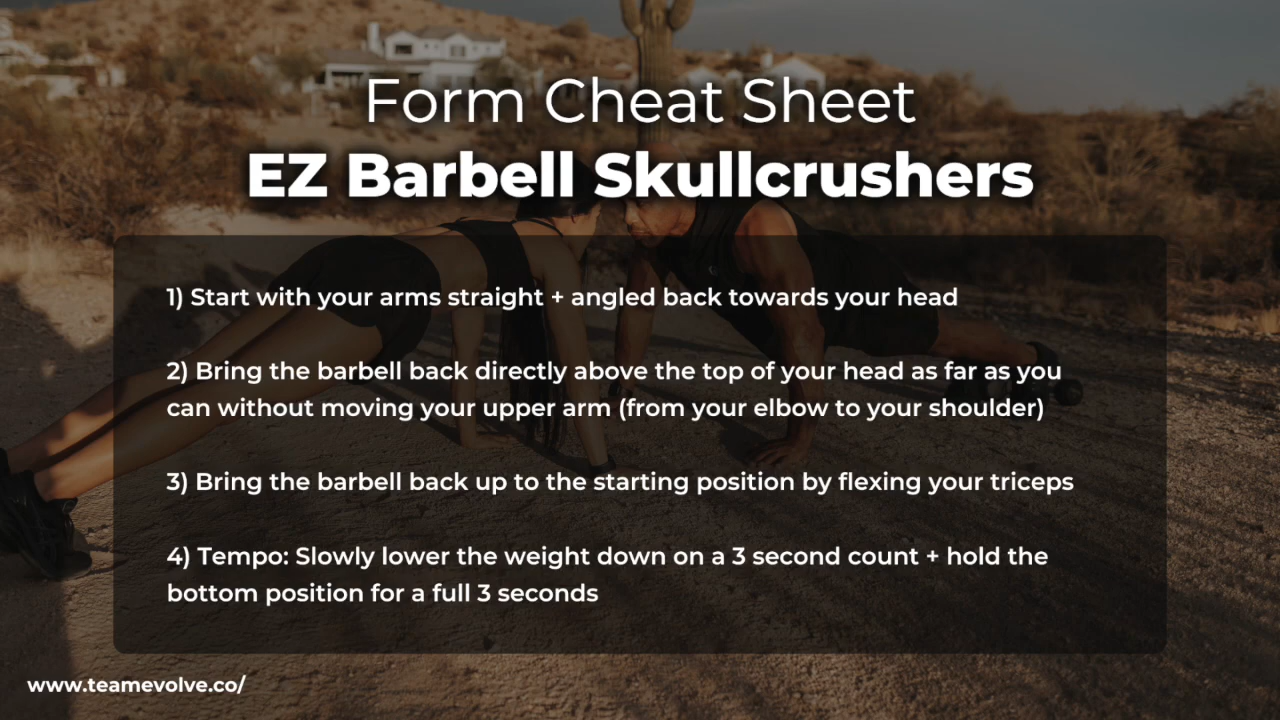 Form Cheat Sheet
EZ Barbell Skullcrushers
1) Start with your arms straight + angled back towards your head
2) Bring the barbell back directly above the top of your head as far as you
can without moving your upper arm (from your elbow to your shoulder)
3) Bring the barbell back up to the starting position by flexing your triceps
4) Tempo: Slowly lower the weight down on a 3 second count + hold the
bottom position for a full 3 seconds
www.teamevolve.co/